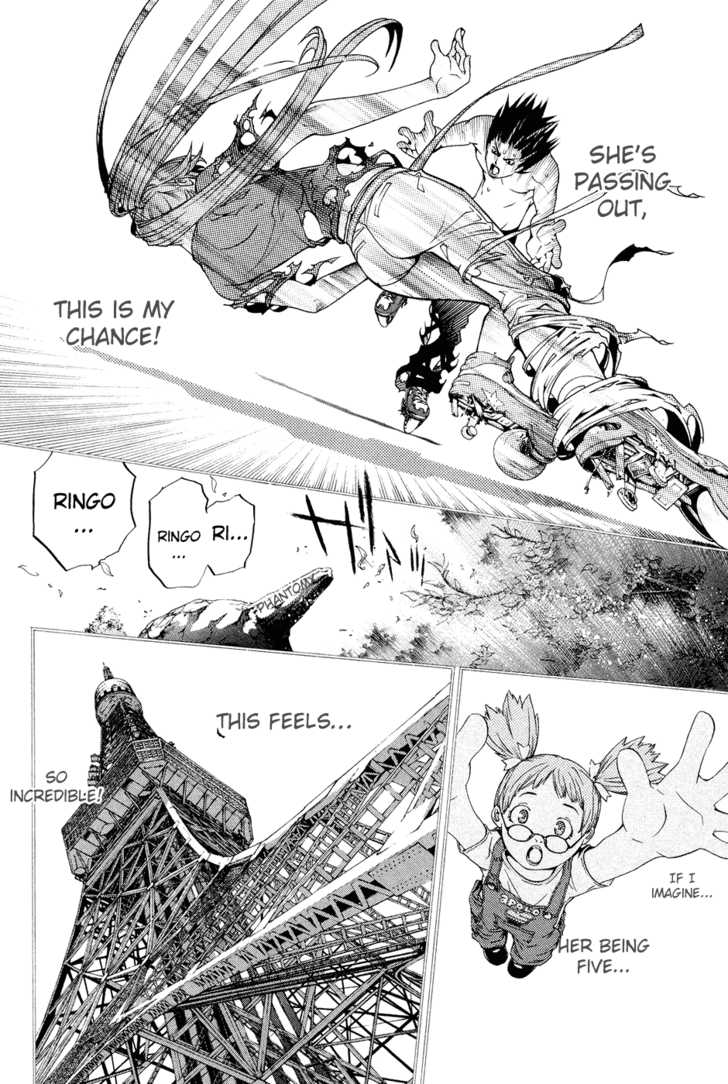 SHE'S
PASSING
OUT,
THIS IS MY
CHANCE!
RINGO
...
RINGO
...
RI...
PHANTOMY
THIS FEELS...
SO
INCREDIBLE!
IF I
IMAGINE...
HER BEING
FIVE...